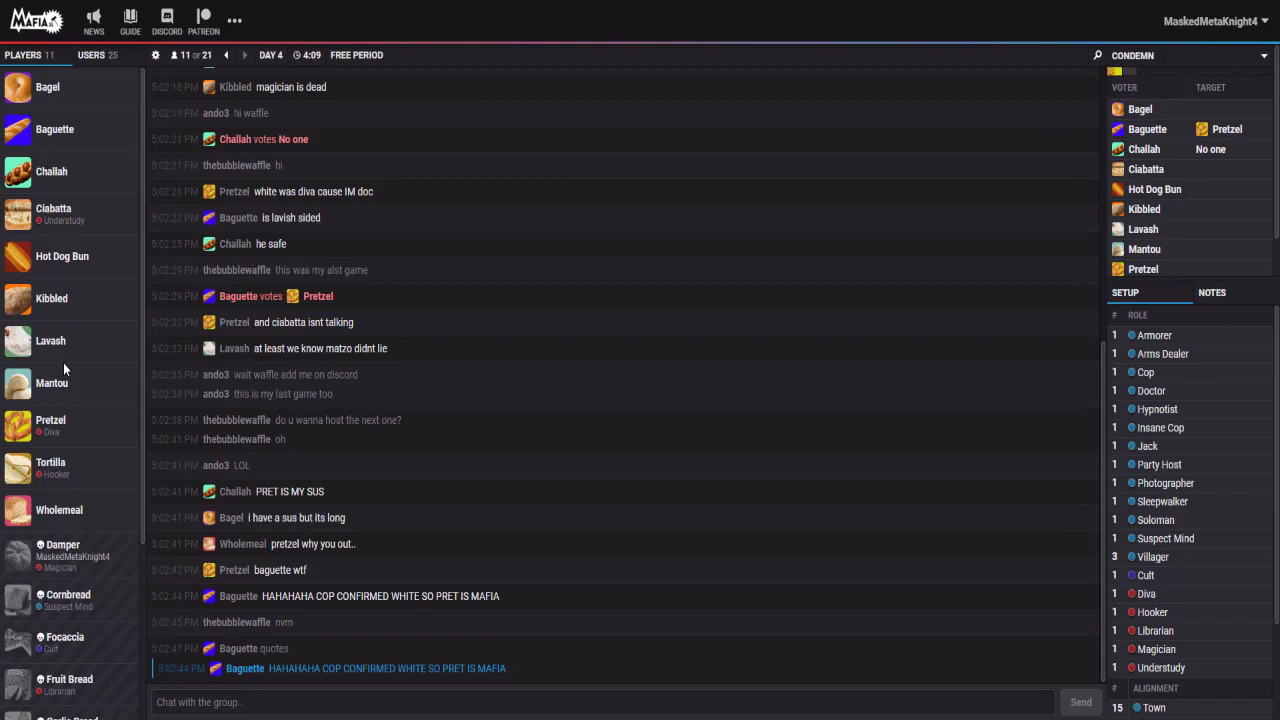 MAFIA.GG
NEWS
GUIDE
DISCORD
PATREON
MaskedMetaKnight4
PLAYERS 11
USERS 25
11 OF 21
DAY 4
4:09
FREE PERIOD
CONDEMN
Bagel
Baguette
Challah
Ciabatta
Understudy
Hot Dog Bun
Kibbled
Lavash
Mantou
Pretzel
Diva
Tortilla
Hooker
Wholemeal
Damper
MaskedMetaKnight4
Magician
Cornbread
Suspect Mind
Focaccia
Cult
Fruit Bread
Librarian
Garlic Bread
5:02:18 PM Kibbled magician is dead
5:02:19 PM ando3 hi waffle
5:02:21 PM Challah votes No one
5:02:21 PM thebubblewaffle hi
5:02:21 PM Pretzel white was diva cause IM doc
5:02:23 PM Baguette is lavish sided
5:02:25 PM Challah he safe
5:02:29 PM thebubblewaffle this was my alst game
5:02:29 PM Baguette votes Pretzel
5:02:32 PM Pretzel and ciabatta isnt talking
5:02:32 PM Lavash at least we know matzo didnt lie
5:02:35 PM ando3 wait waffle add me on discord
5:02:36 PM ando3 this is my last game too
5:02:38 PM thebubblewaffle do u wanna host the next one?
5:02:41 PM thebubblewaffle oh
5:02:41 PM ando3 LOL
5:02:41 PM Challah PRET IS MY SUS
5:02:41 PM Bagel i have a sus but its long
5:02:41 PM Wholemeal pretzel why you out..
5:02:42 PM Pretzel baguette wtf
5:02:44 PM Baguette HAHAHAHA COP CONFIRMED WHITE SO PRET IS MAFIA
5:02:45 PM thebubblewaffle nvm
5:02:47 PM Baguette quotes
5:02:44 PM Baguette HAHAHAHA COP CONFIRMED WHITE SO PRET IS MAFIA
Chat with the group...
Send
VOTER TARGET
Bagel
Baguette Pretzel
Challah No one
Ciabatta
Hot Dog Bun
Kibbled
Lavash
Mantou
Pretzel
SETUP
NOTES
# ROLE
1 Armorer
1 Arms Dealer
1 Cop
1 Doctor
1 Hypnotist
1 Insane Cop
1 Jack
1 Party Host
1 Photographer
1 Sleepwalker
1 Soloman
1 Suspect Mind
3 Villager
1 Cult
1 Diva
1 Hooker
1 Librarian
1 Magician
1 Understudy
# ALIGNMENT
15 Town